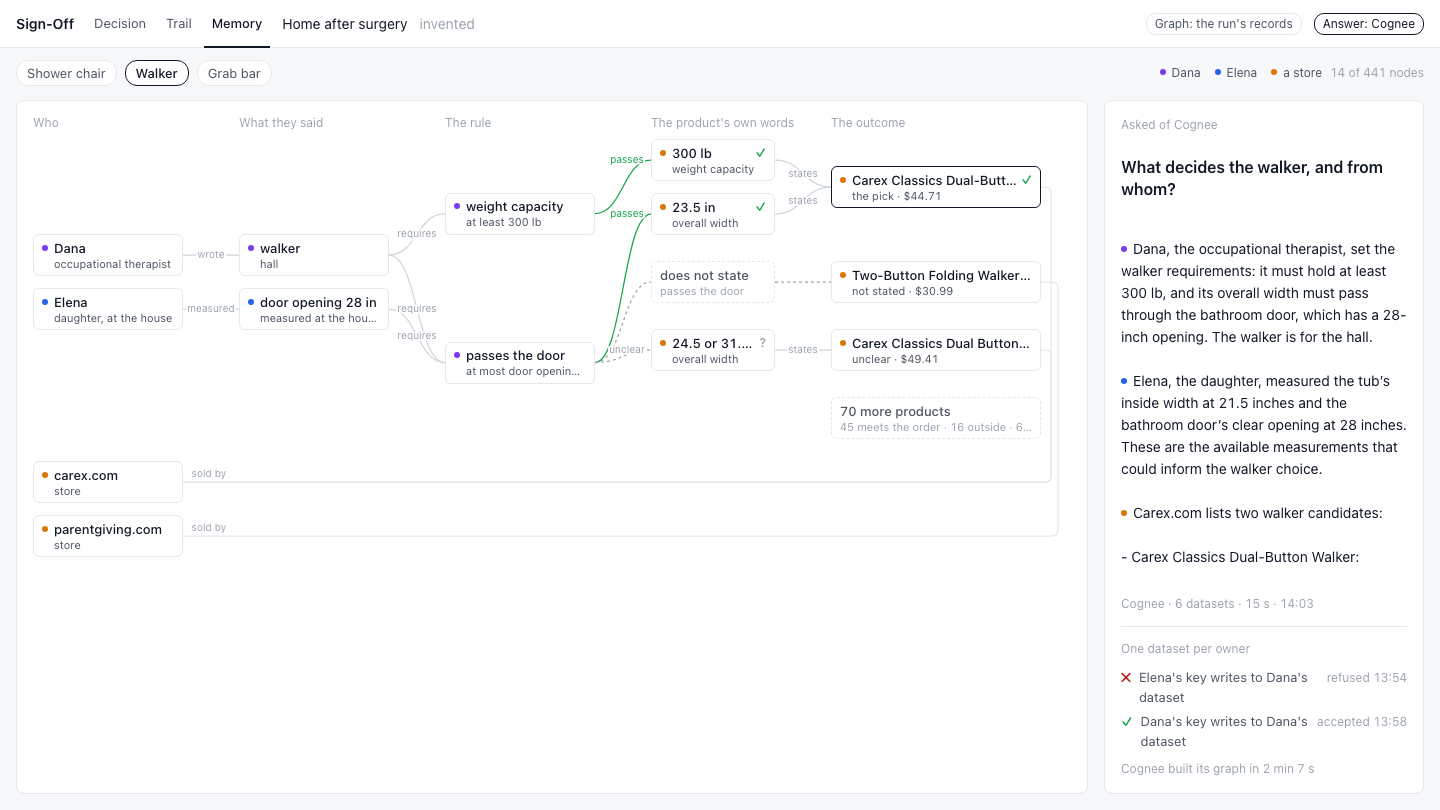 Sign-Off Decision Trail Memory Home after surgery invented Graph: the run's records Answer: Cognee
Shower chair Walker Grab bar Dana Elena a store 14 of 441 nodes
Who What they said The rule The product's own words The outcome
Dana
occupational therapist
wrote
Elena
daughter, at the house
measured
walker
hall
door opening 28 in
measured at the hou...
requires
requires
requires
weight capacity
at least 300 lb
passes the door
at most door openin...
passes
passes
unclear
300 lb
weight capacity
23.5 in
overall width
does not state
passes the door
24.5 or 31.... ?
overall width
states
states
states
Carex Classics Dual-Butt...
the pick · $44.71
Two-Button Folding Walker...
not stated · $30.99
Carex Classics Dual Button...
unclear · $49.41
70 more products
45 meets the order · 16 outside · 6...
carex.com
store
sold by
parentgiving.com
store
sold by
Asked of Cognee
What decides the walker, and from
whom?
Dana, the occupational therapist, set the
walker requirements: it must hold at least
300 lb, and its overall width must pass
through the bathroom door, which has a 28-
inch opening. The walker is for the hall.
Elena, the daughter, measured the tub's
inside width at 21.5 inches and the
bathroom door's clear opening at 28 inches.
These are the available measurements that
could inform the walker choice.
Carex.com lists two walker candidates:
- Carex Classics Dual-Button Walker:
Cognee · 6 datasets · 15 s · 14:03
One dataset per owner
Elena's key writes to Dana's refused 13:54
dataset
Dana's key writes to Dana's accepted 13:58
dataset
Cognee built its graph in 2 min 7 s